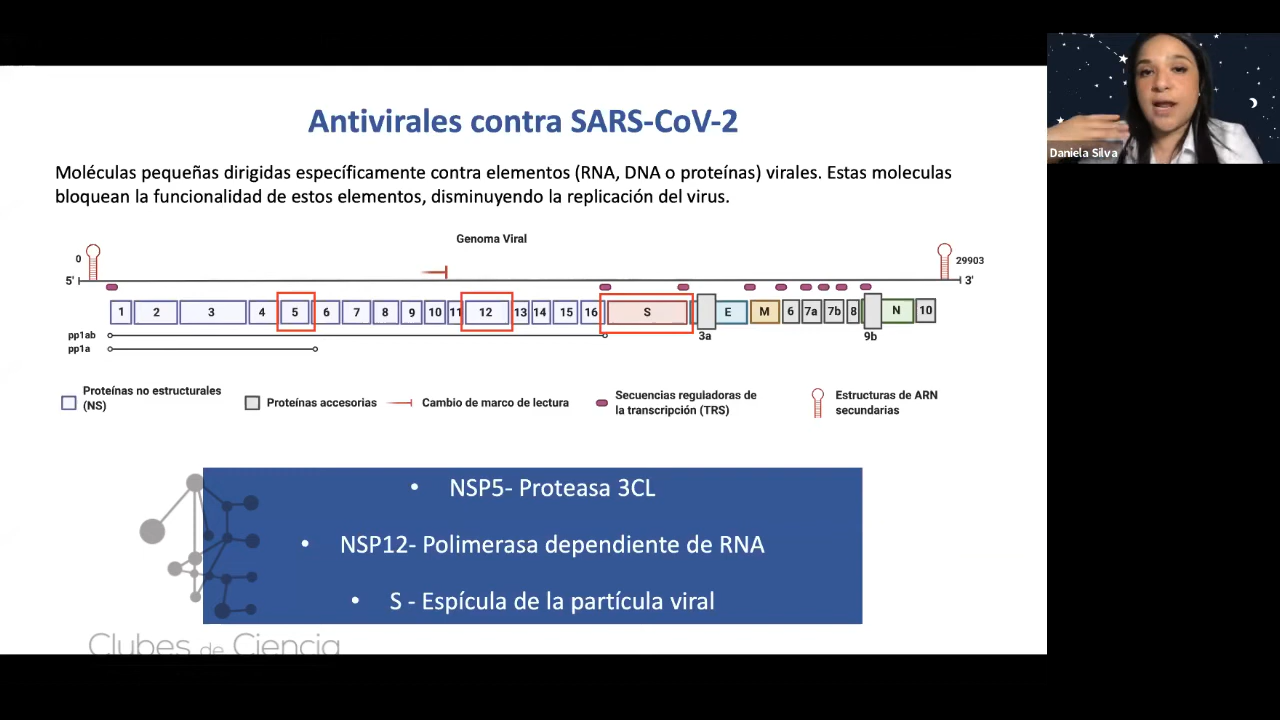 Antivirales contra SARS-CoV-2
Daniela Silva
Moléculas pequeñas dirigidas específicamente contra elementos (RNA, DNA o proteínas) virales. Estas moleculas
bloquean la funcionalidad de estos elementos, disminuyendo la replicación del virus.
Genoma Viral
0
29903
5'
3'
1 2 3 4 5 6 7 8 9 10 11 12 13 14 15 16 S E M 6 7a 7b 8 N 10
3a 9b
pp1ab
pp1a
Proteínas no estructurales
(NS)
Proteínas accesorias
Cambio de marco de lectura
Secuencias reguladoras de
la transcripción (TRS)
Estructuras de ARN
secundarias
• NSP5- Proteasa 3CL
• NSP12- Polimerasa dependiente de RNA
• S - Espícula de la partícula viral
Clubes de Ciencia